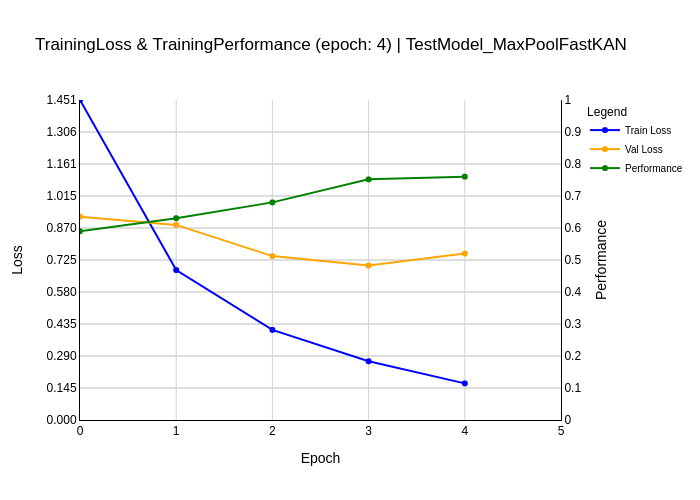 TrainingLoss & TrainingPerformance (epoch: 4) | TestModel_MaxPoolFastKAN
Legend
Train Loss
Val Loss
Performance
1.451
1.306
1.161
1.015
0.870
0.725
0.580
0.435
0.290
0.145
0.000
Loss
1
0.9
0.8
0.7
0.6
0.5
0.4
0.3
0.2
0.1
0
Performance
0 1 2 3 4 5
Epoch